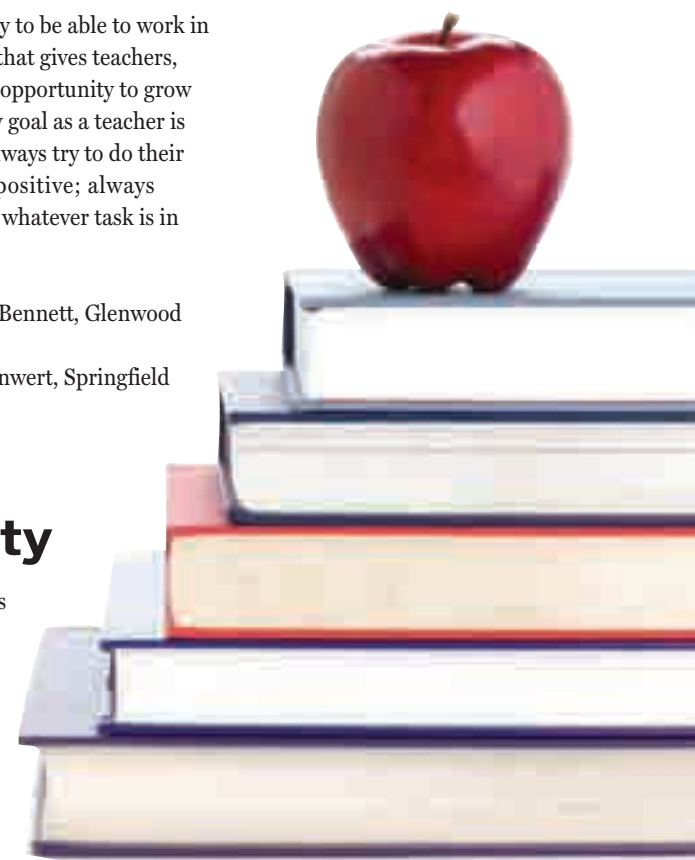 y to be able to work in
that gives teachers,
opportunity to grow
goal as a teacher is
ways try to do their
positive; always
whatever task is in
Bennett, Glenwood
nwert, Springfield
ty
s